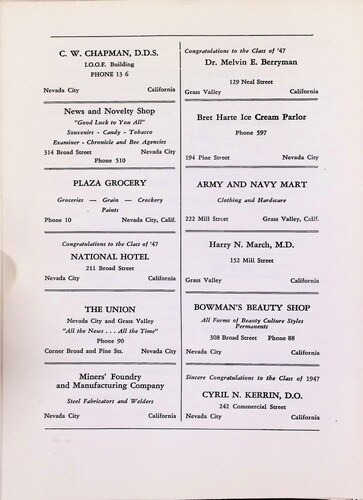 C. W. CHAPMAN, D.D.S.
I.O.O.F. Building
PHONE 13 6
Nevada City California
News and Novelty Shop
"Good Luck to You All"
Souvenies - Candy - Tobacco
Examiner - Chronicle and Bee Agencies
314 Broad Street Nevada City
Phone 510
PLAZA GROCERY
Groceries — Grain — Crockery
Paints
Phone 10 Nevada City, Calif.
Congratulations to the Class of '47
NATIONAL HOTEL
211 Broad Street
Nevada City California
THE UNION
Nevada City and Grass Valley
"All the News . . . All the Time"
Phone 90
Corner Broad and Pine Sts. Nevada City
Miners' Foundry
and Manufacturing Company
Steel Fabricators and Welders
Nevada City California
Congratulations to the Class of '47
Dr. Melvin E. Berryman
129 Neal Street
Grass Valley California
Bret Harte Ice Cream Parlor
Phone 597
194 Pine Street Nevada City
ARMY AND NAVY MART
Clothing and Hardware
222 Mill Street Grass Valley, Calif.
Harry N. March, M.D.
152 Mill Street
Grass Valley California
BOWMAN'S BEAUTY SHOP
All Forms of Beauty Culture Styles
Permanents
308 Broad Street Phone 88
Nevada City California
Sincere Congratulations to the Class of 1947
CYRIL N. KERRIN, D.O.
242 Commercial Street
Nevada City California